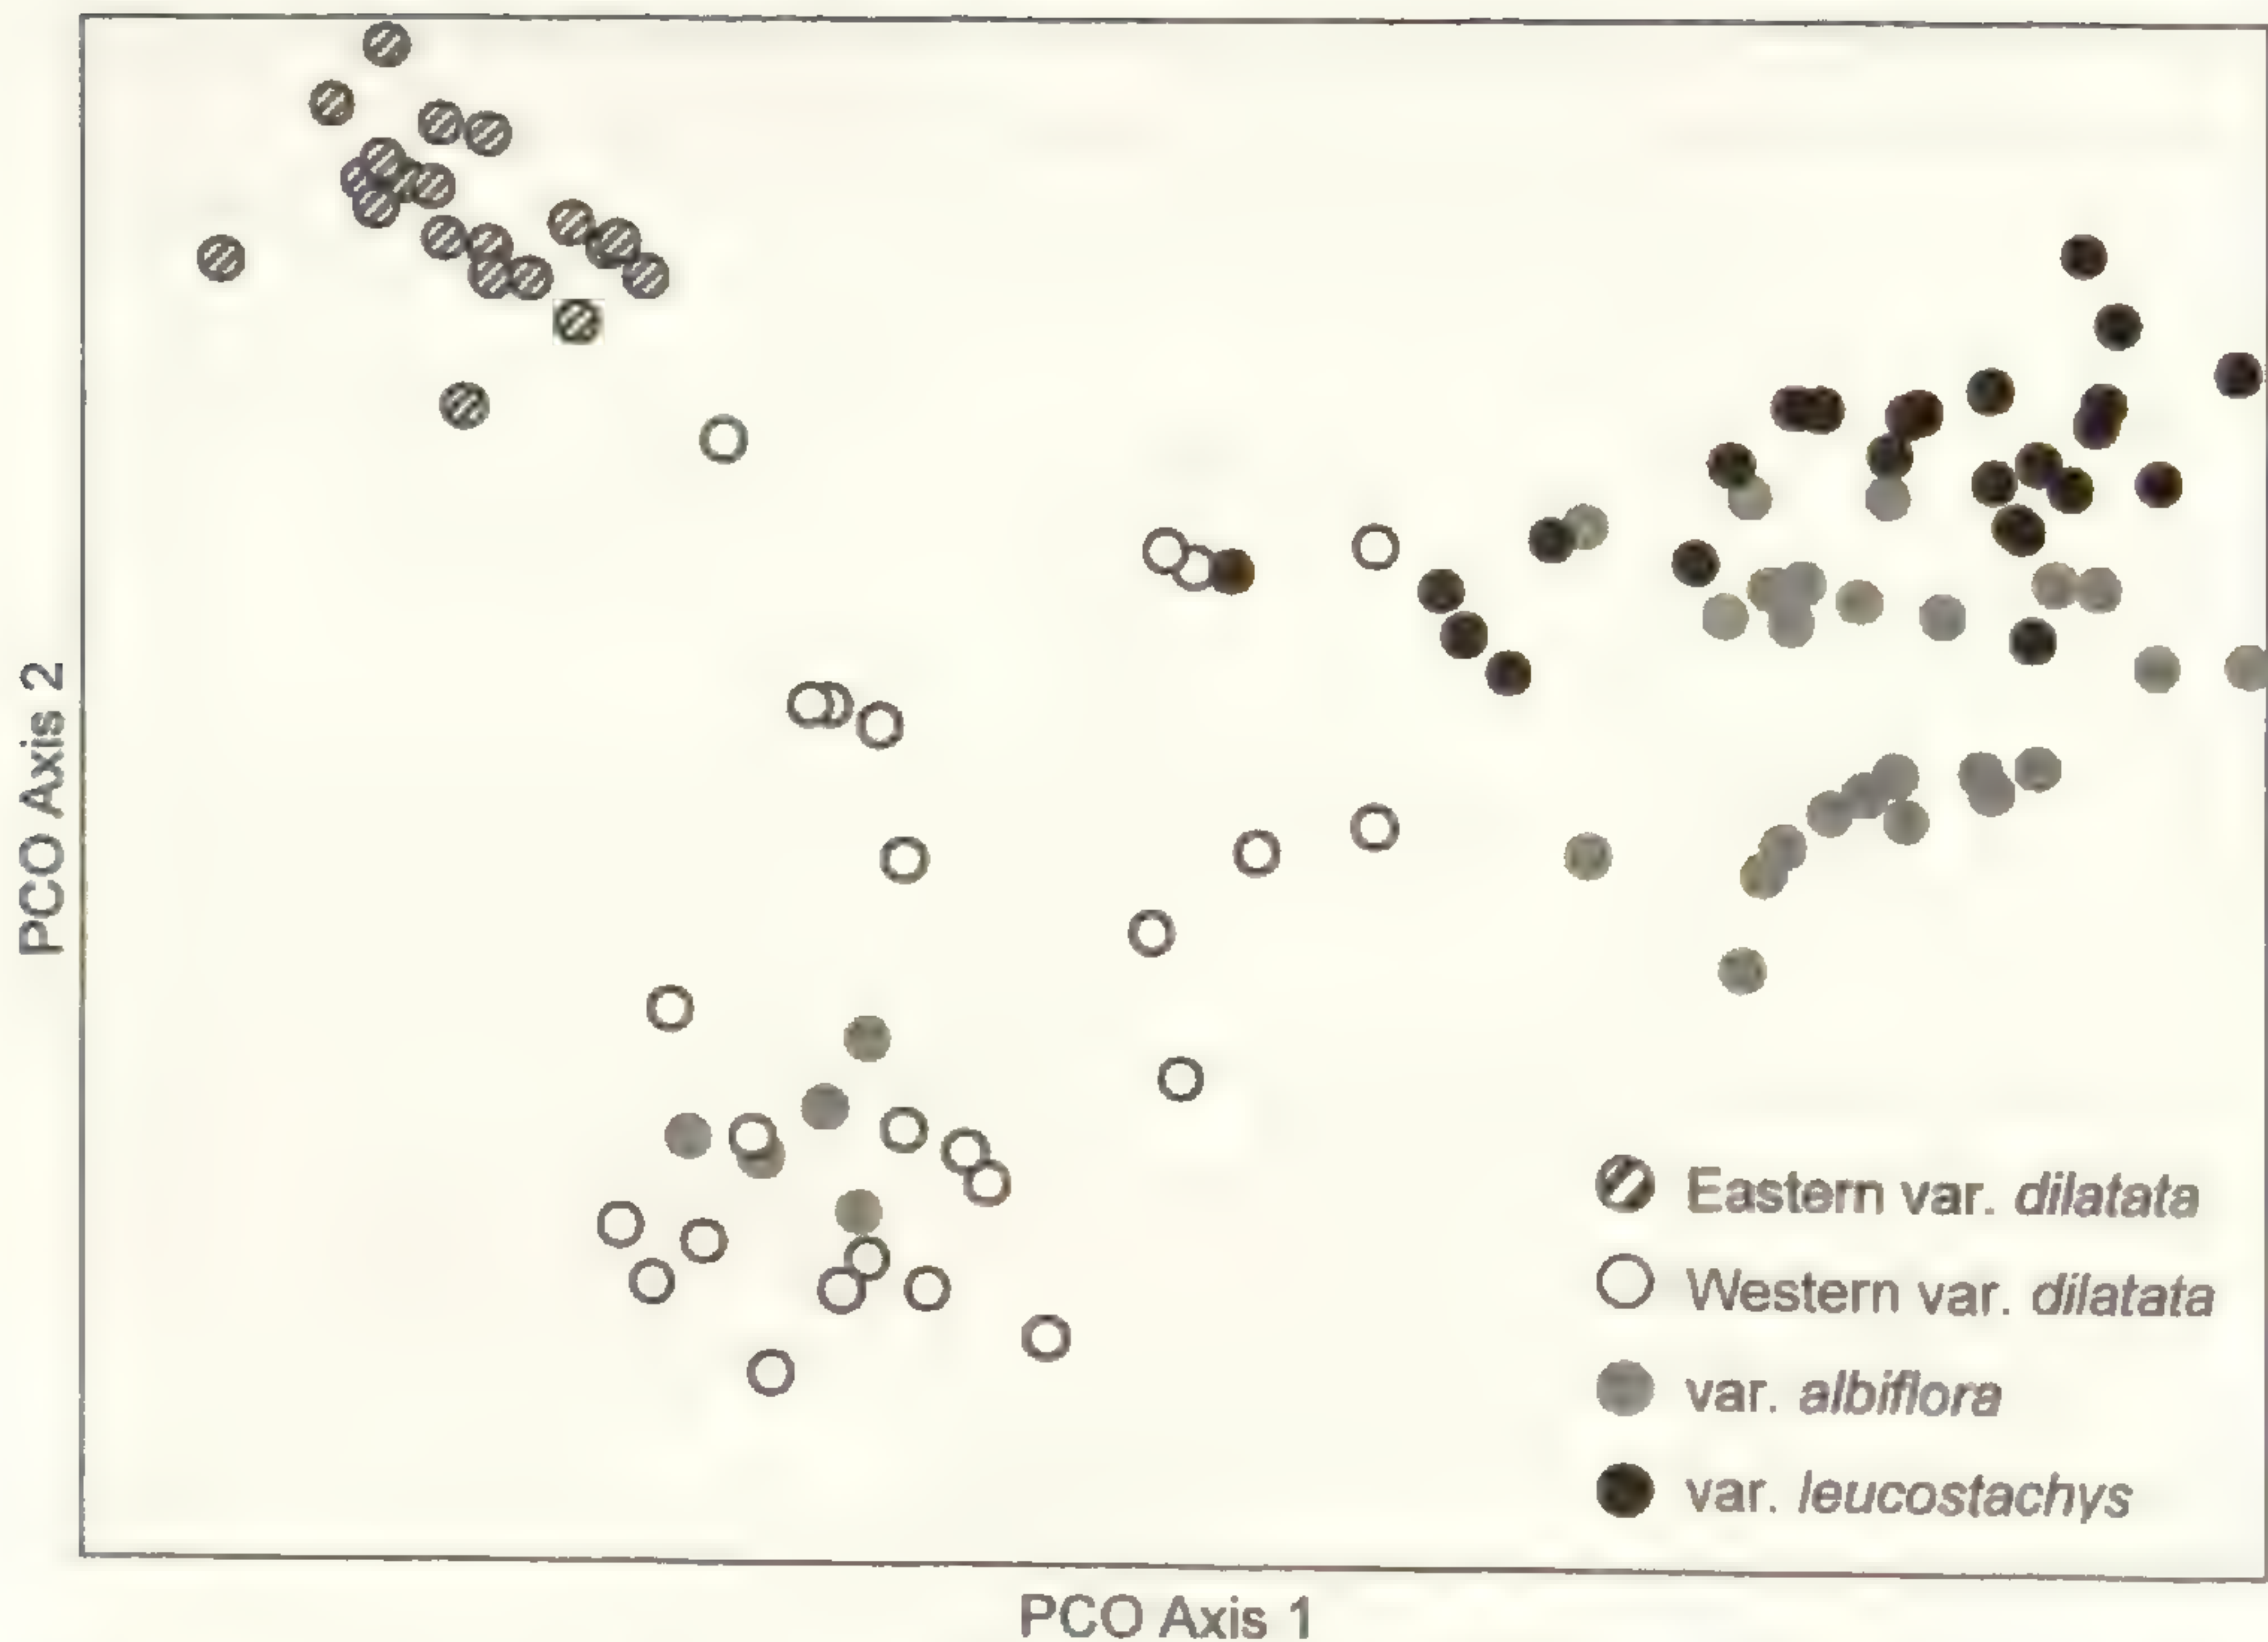 PCO Axis 2
Eastern var. dilatata
Western var. dilatata
var. albiflora
var. leucostachys
PCO Axis 1